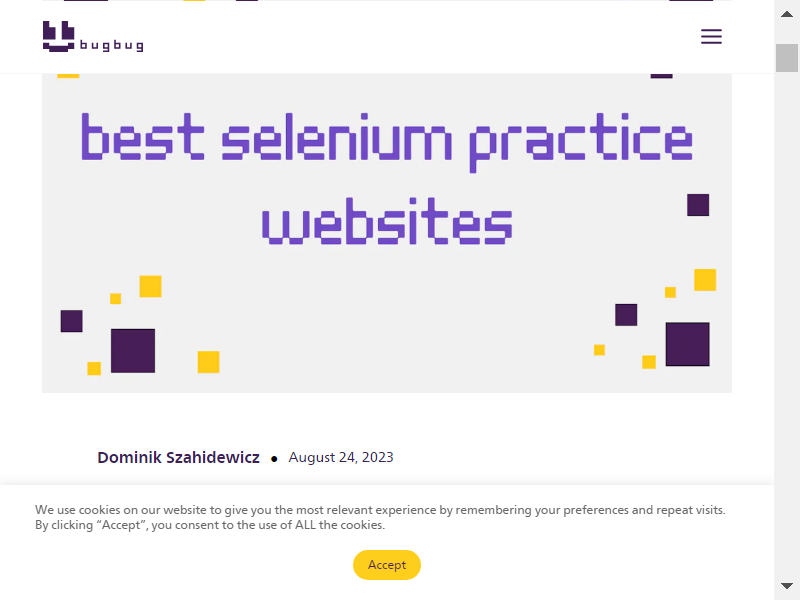 bugbug
best selenium practice
websites
Dominik Szahidewicz ● August 24, 2023
We use cookies on our website to give you the most relevant experience by remembering your preferences and repeat visits.
By clicking “Accept”, you consent to the use of ALL the cookies.
Accept